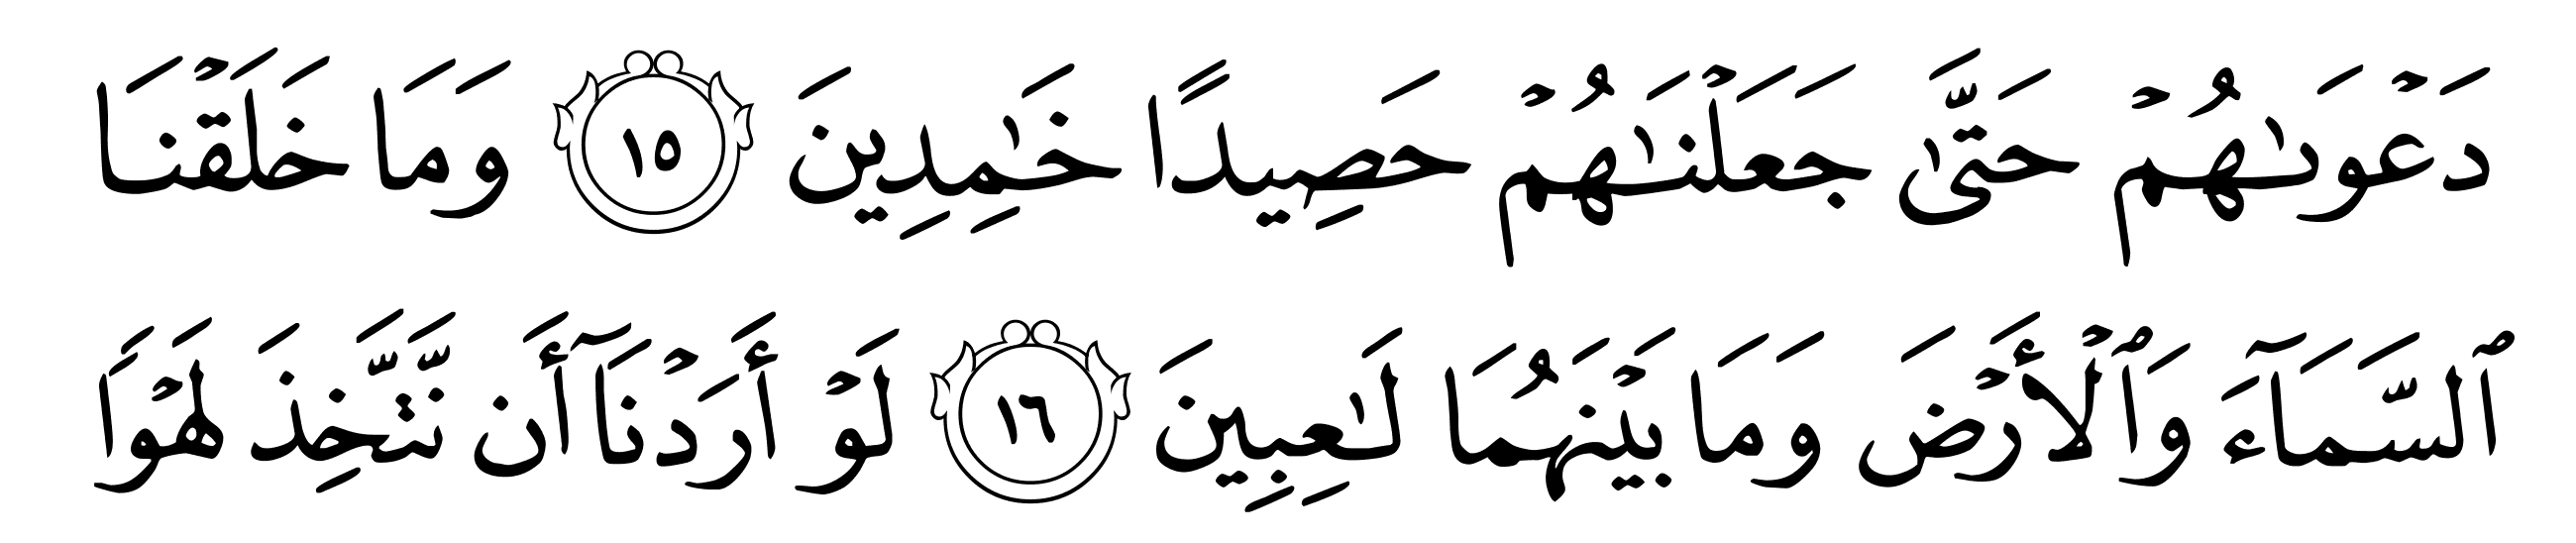 دَعْوَىٰهُمْ حَتَّىٰ جَعَلْنَـٰهُمْ حَصِيدًا خَـٰمِدِينَ ١٥ وَمَا خَلَقْنَا
ٱلسَّمَآءَ وَٱلْأَرْضَ وَمَا بَيْنَهُمَا لَـٰعِبِينَ ١٦ لَوْ أَرَدْنَآ أَن نَّتَّخِذَ لَهْوًا